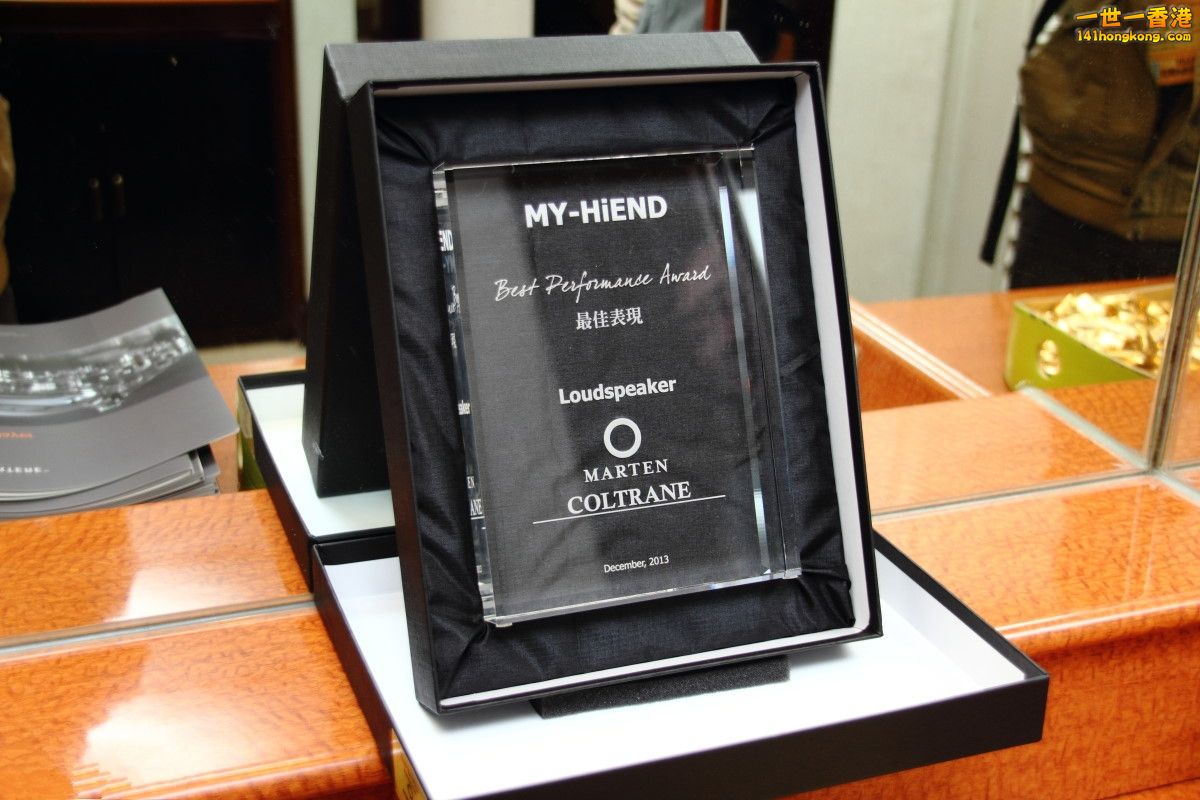 一世一香港
141hongkong.com
MY-HiEND
Best Performance Award
最佳表現
Loudspeaker
MARTEN
COLTRANE
December, 2013